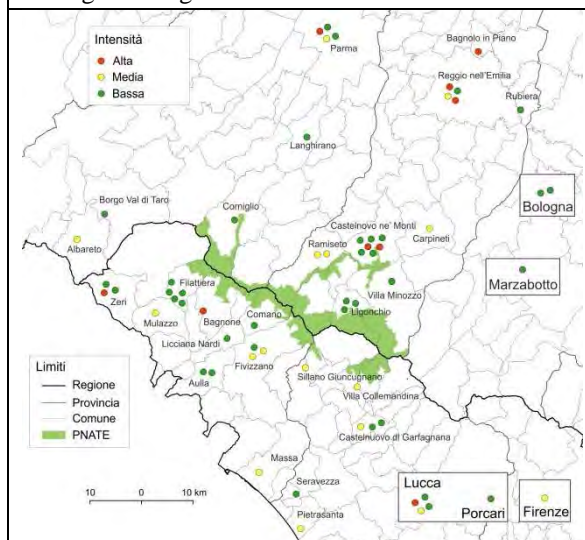 Intensità
Alta
Media
Bassa
Parma
Bagnolo in Piano
Reggio nell'Emilia
Rubiera
Langhirano
Bologna
Borgo Val di Taro
Corniglio
Castelnovo ne' Monti
Albareto
Ramiseto
Carpineti
Marzabotto
Zeri
Filattiera
Villa Minozzo
Mulazzo
Bagnone
Comano
Ligonchio
Licciana Nardi
Fivizzano
Limiti
Regione
Provincia
Comune
PNATE
Aulla
Sillano Giuncugnano
Villa Collemandina
Castelnuovo di Garfagnana
Massa
Lucca
Seravezza
Porcari
Firenze
10 0 10 km
Pietrasanta